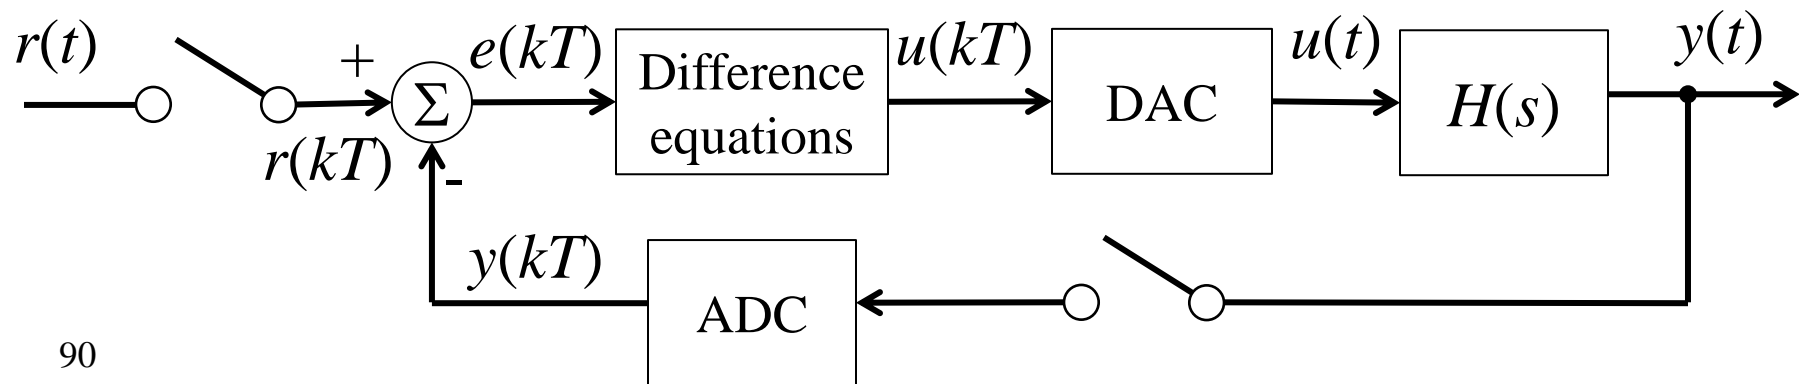 r(t)
+
e(kT)
Difference
equations
u(kT)
DAC
u(t)
H(s)
y(t)
Σ
r(kT)
-
y(kT)
ADC
90